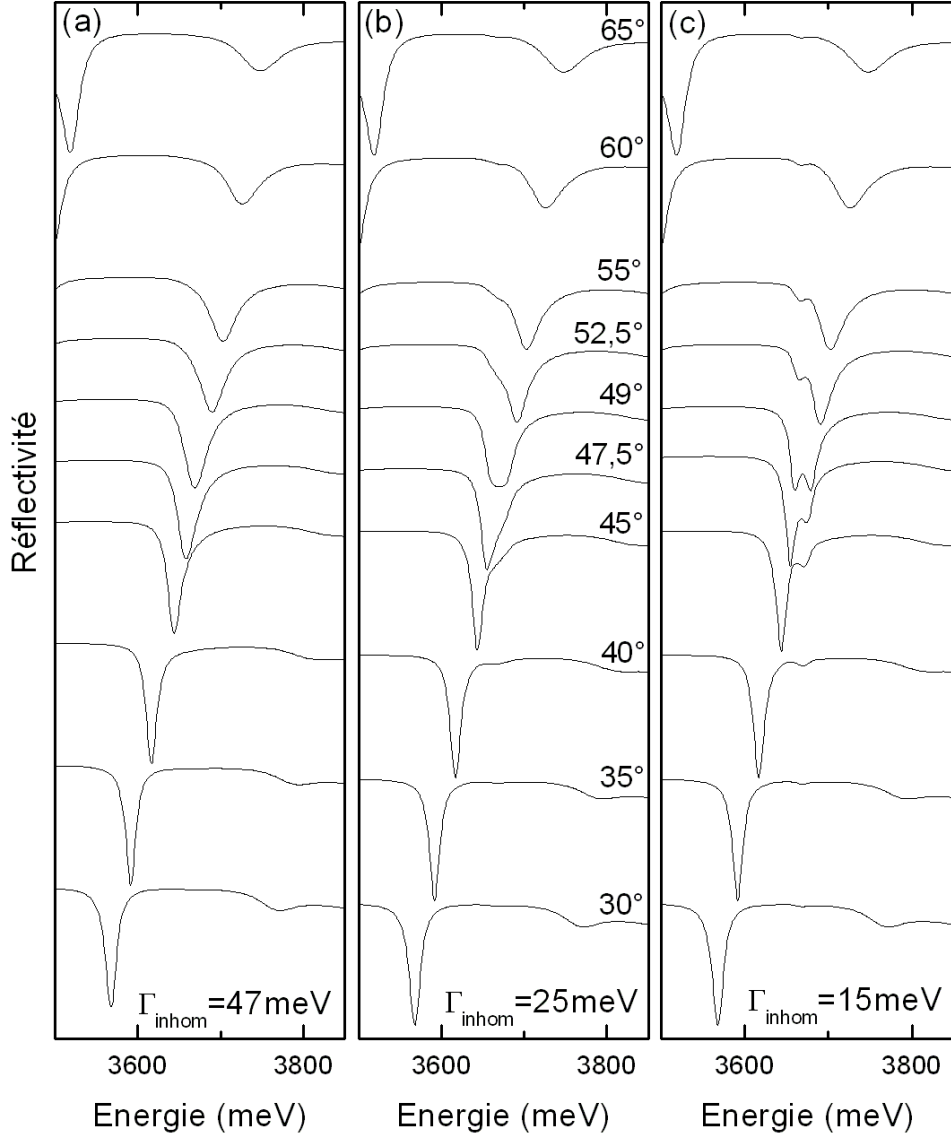 (a)
(b)
(c)
65°
60°
55°
52,5°
49°
47,5°
45°
40°
35°
30°
Réflectivité
Γinhom=47meV
Γinhom=25meV
Γinhom=15meV
3600 3800
3600 3800
3600 3800
Energie (meV)
Energie (meV)
Energie (meV)